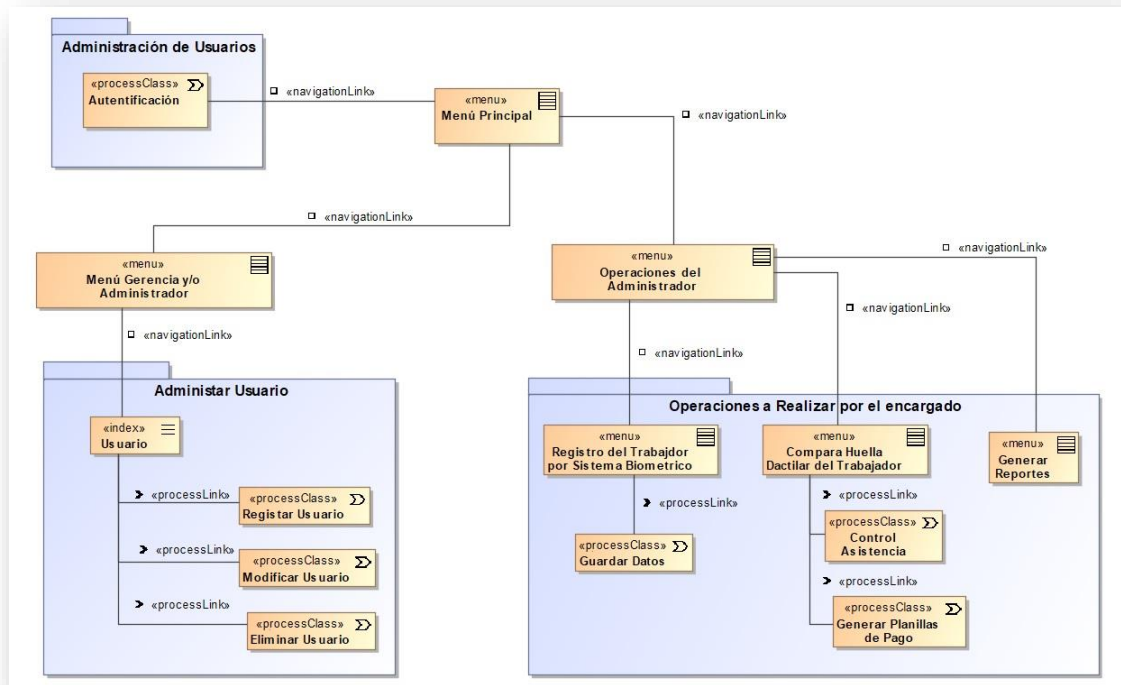 Administración de Usuarios
«processClass»
Autentificación
«navigationLink»
«menu»
Menú Principal
«navigationLink»
«navigationLink»
«menu»
Menú Gerencia y/o
Administrador
«menu»
Operaciones del
Administrador
«navigationLink»
«navigationLink»
«navigationLink»
«navigationLink»
Administar Usuario
«index»
Usuario
«processLink»
«processClass»
Registar Usuario
«processLink»
«processClass»
Modificar Usuario
«processLink»
«processClass»
Eliminar Usuario
Operaciones a Realizar por el encargado
«menu»
Registro del Trabajdor
por Sistema Biometrico
«processLink»
«processClass»
Guardar Datos
«menu»
Compara Huella
Dactilar del Trabajador
«processLink»
«processClass»
Control
Asistencia
«processLink»
«processClass»
Generar Planillas
de Pago
«menu»
Generar
Reportes